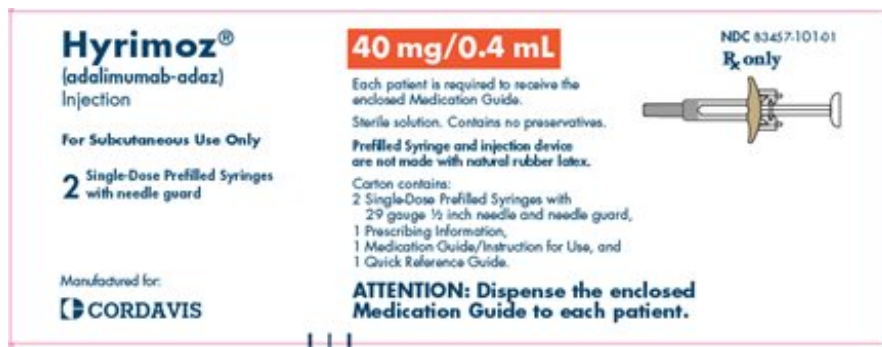 Hyrimoz®
(adalimumab-adaz)
Injection
For Subcutaneous Use Only
2 Single-Dose Prefilled Syringes
with needle guard
Manufactured for:
CORDAVIS
40 mg/0.4 mL
Each patient is required to receive the
enclosed Medication Guide.
Sterile solution. Contains no preservatives.
Prefilled Syringe and injection device
are not made with natural rubber latex.
Carton contains:
2 Single-Dose Prefilled Syringes with
29 gauge ½ inch needle and needle guard,
1 Prescribing Information,
1 Medication Guide/Instruction for Use, and
1 Quick Reference Guide.
ATTENTION: Dispense the enclosed
Medication Guide to each patient.
NDC 83457-101-01
Rx only